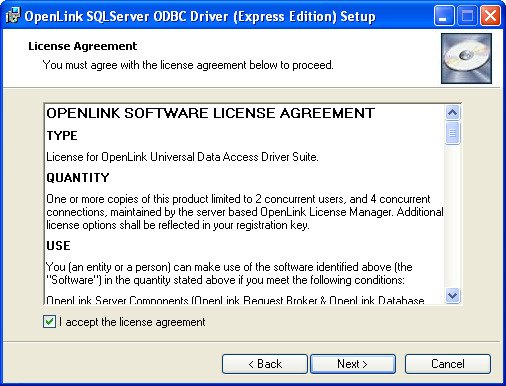 OpenLink SQLServer ODBC Driver (Express Edition) Setup
License Agreement
You must agree with the license agreement below to proceed.
OPENLINK SOFTWARE LICENSE AGREEMENT
TYPE
License for OpenLink Universal Data Access Driver Suite.
QUANTITY
One or more copies of this product limited to 2 concurrent users, and 4 concurrent
connections, maintained by the server based OpenLink License Manager. Additional
license options shall be reflected in your registration key.
USE
You (an entity or a person) can make use of the software identified above (the
"Software") in the quantity stated above if you meet the following conditions:
OpenLink Server Components (OpenLink Request Broker & OpenLink Database
I accept the license agreement
< Back
Next >
Cancel